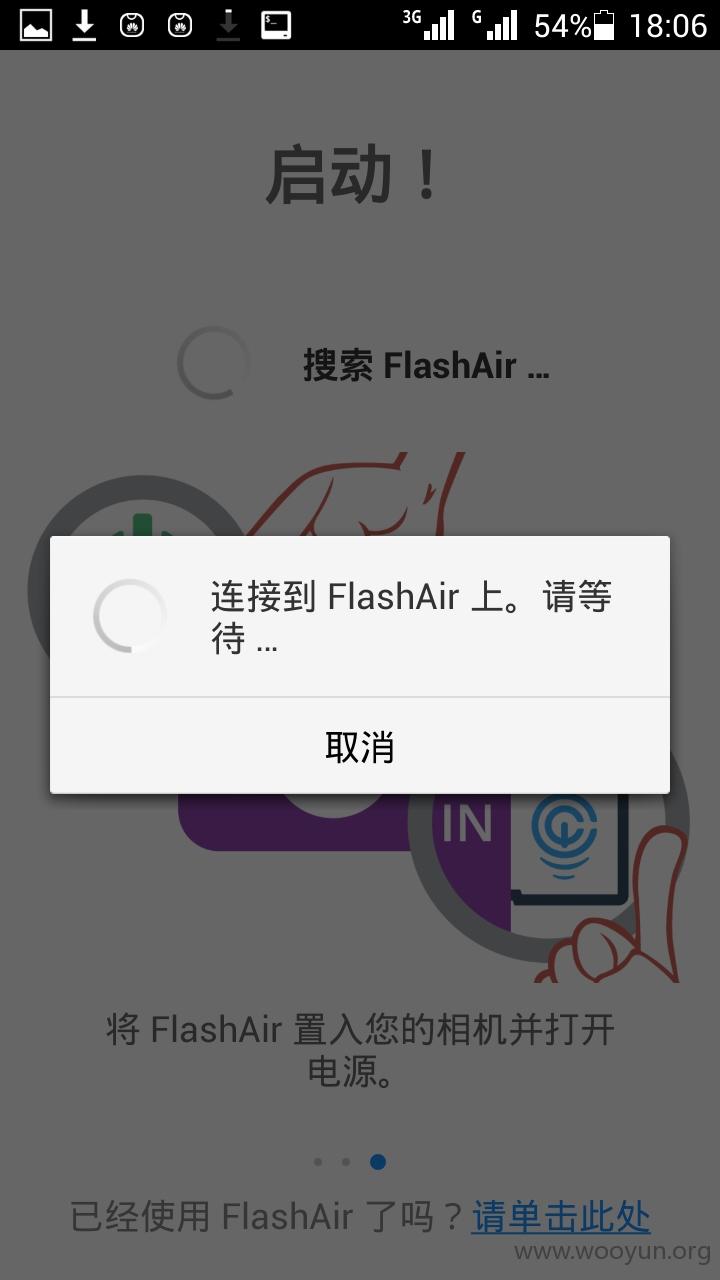 3G G 54% 18:06
启动！
搜索 FlashAir ...
连接到 FlashAir 上。请等
待 ...
取消
IN
将 FlashAir 置入您的相机并打开
电源。
已经使用 FlashAir 了吗？请单击此处
www.wooyun.org